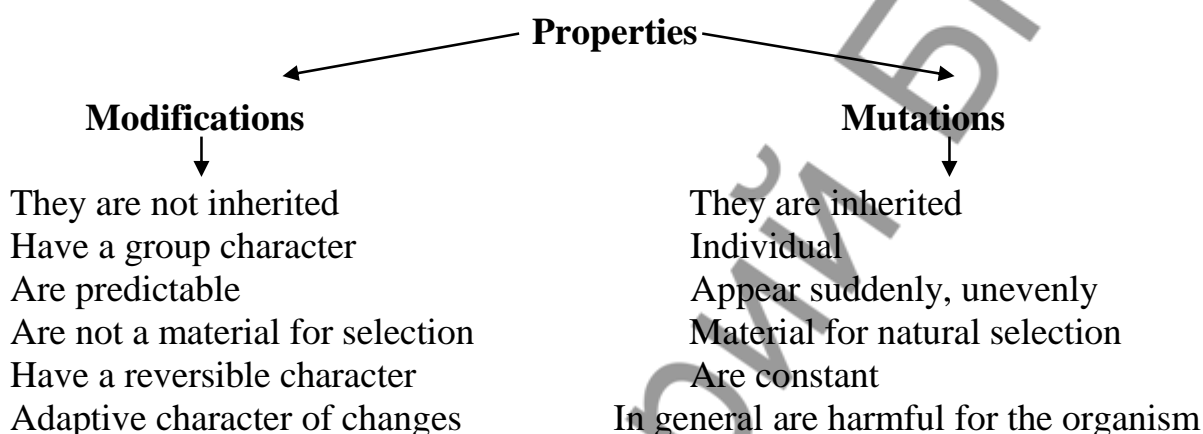 Properties
Modifications Mutations
They are not inherited They are inherited
Have a group character Individual
Are predictable Appear suddenly, unevenly
Are not a material for selection Material for natural selection
Have a reversible character Are constant
Adaptive character of changes In general are harmful for the organism